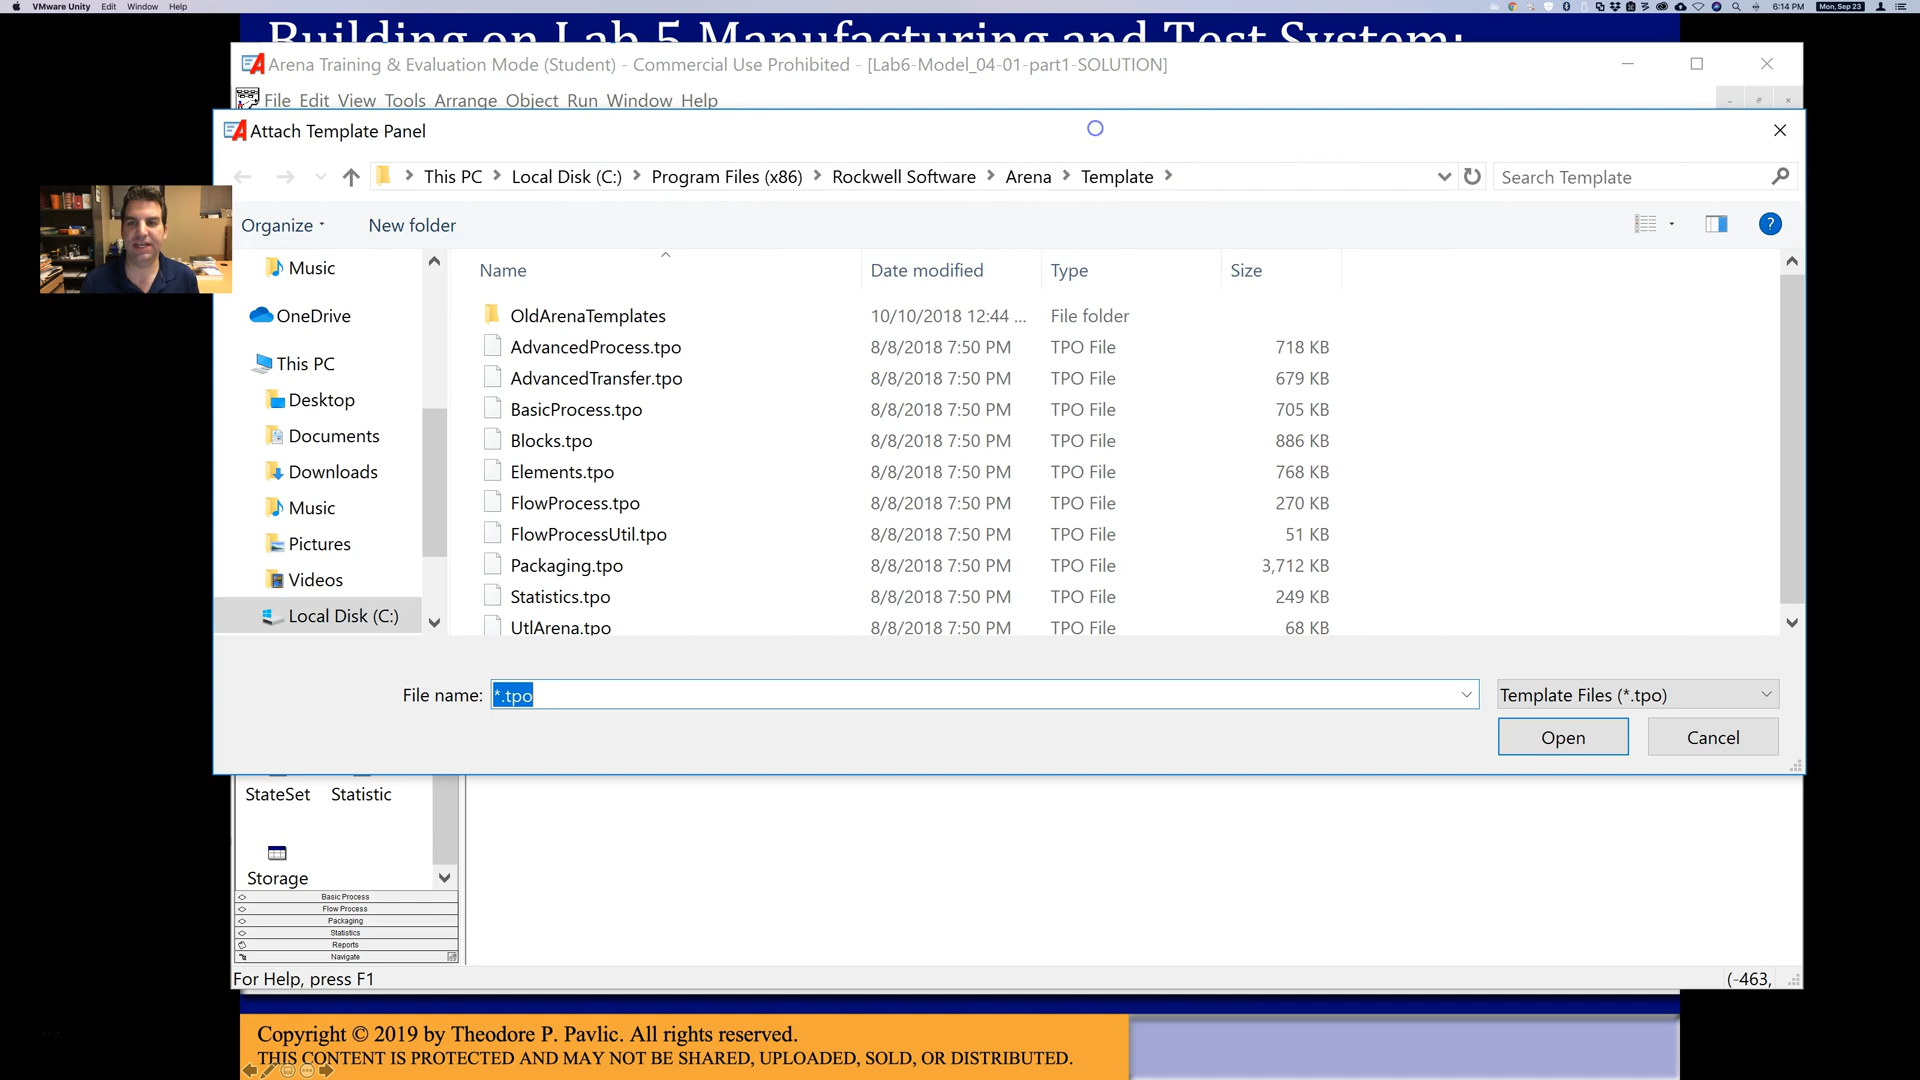 VMware Unity Edit Window Help 6:14 PM Mon, Sep 23
Building on Lab 5 Manufacturing and Test System:
Arena Training & Evaluation Mode (Student) - Commercial Use Prohibited - [Lab6-Model_04-01-part1-SOLUTION]
File Edit View Tools Arrange Object Run Window Help
Attach Template Panel
This PC Local Disk (C:) Program Files (x86) Rockwell Software Arena Template Search Template
Organize New folder
Name Date modified Type Size
Music
OneDrive
This PC
Desktop
Documents
Downloads
Music
Pictures
Videos
Local Disk (C:)
OldArenaTemplates 10/10/2018 12:44 ... File folder
AdvancedProcess.tpo 8/8/2018 7:50 PM TPO File 718 KB
AdvancedTransfer.tpo 8/8/2018 7:50 PM TPO File 679 KB
BasicProcess.tpo 8/8/2018 7:50 PM TPO File 705 KB
Blocks.tpo 8/8/2018 7:50 PM TPO File 886 KB
Elements.tpo 8/8/2018 7:50 PM TPO File 768 KB
FlowProcess.tpo 8/8/2018 7:50 PM TPO File 270 KB
FlowProcessUtil.tpo 8/8/2018 7:50 PM TPO File 51 KB
Packaging.tpo 8/8/2018 7:50 PM TPO File 3,712 KB
Statistics.tpo 8/8/2018 7:50 PM TPO File 249 KB
UtlArena.tpo 8/8/2018 7:50 PM TPO File 68 KB
File name: *.tpo Template Files (*.tpo)
Open Cancel
StateSet Statistic
Storage
Basic Process
Flow Process
Packaging
Statistics
Reports
Navigate
For Help, press F1 (-463,
Copyright © 2019 by Theodore P. Pavlic. All rights reserved.
THIS CONTENT IS PROTECTED AND MAY NOT BE SHARED, UPLOADED, SOLD, OR DISTRIBUTED.